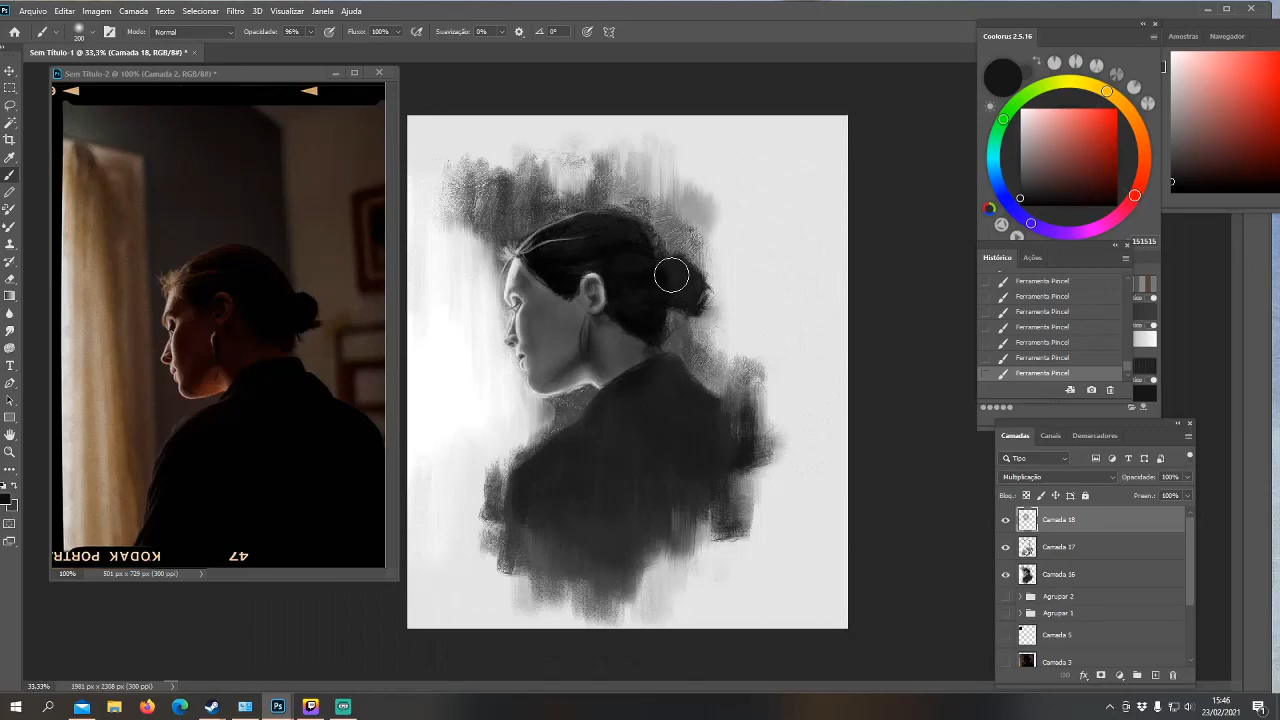 Arquivo Editar Imagem Camada Texto Selecionar Filtro 3D Visualizar Janela Ajuda
200 Modo: Normal Opacidade: 96% Fluxo: 100% Suavização: 0% 0°
Sem Título-1 @ 33,3% (Camada 18, RGB/8#) *
Sem Título-2 @ 100% (Camada 2, RGB/8#) *
KODAK PORTR
47
100% 501 px x 729 px (300 ppi)
Coolorus 2.5.16
Amostras Navegador
151515
Histórico Ações
Ferramenta Pincel
Ferramenta Pincel
Ferramenta Pincel
Ferramenta Pincel
Ferramenta Pincel
Ferramenta Pincel
Ferramenta Pincel
Camadas Canais Demarcadores
Tipo
Multiplicação Opacidade: 100%
Bloq.: Preen.: 100%
Camada 18
Camada 17
Camada 16
Agrupar 2
Agrupar 1
Camada 5
Camada 3
33,33% 1981 px x 2308 px (300 ppi)
15:46
23/02/2021